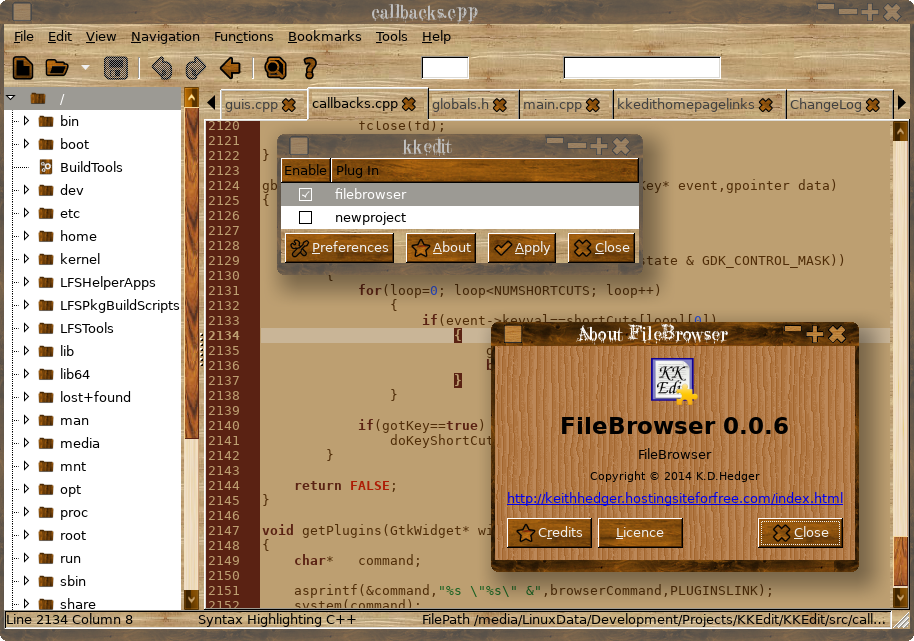 callbacks.cpp
File Edit View Navigation Functions Bookmarks Tools Help
/
bin
boot
BuildTools
dev
etc
home
kernel
LFSHelperApps
LFSPkgBuildScripts
LFSTools
lib
lib64
lost+found
man
media
mnt
opt
proc
root
run
sbin
share
guis.cpp callbacks.cpp globals.h main.cpp kkedithomepagelinks ChangeLog
2120 fclose(fd);
2121
2122 }
2123
2124 gb key* event,gpointer data)
2125 {
2126
2127
2128
2129 state & GDK_CONTROL_MASK))
2130 {
2131 for(loop=0; loop<NUMSHORTCUTS; loop++)
2132 {
2133 if(event->keyval==shortCuts[loop][0])
2134 {
2135 g
2136 b
2137 }
2138 }
2139
2140 if(gotKey==true)
2141 doKeyShortCut
2142 }
2143
2144 return FALSE;
2145 }
2146
2147 void getPlugins(GtkWidget* wi
2148 {
2149 char* command;
2150
2151 asprintf(&command,"%s \"%s\" &",browserCommand,PLUGINSLINK);
2152 system(command);
kkedit
Enable Plug In
filebrowser
newproject
Preferences About Apply Close
About FileBrowser
KK
Edi
FileBrowser 0.0.6
FileBrowser
Copyright © 2014 K.D.Hedger
http://keithhedger.hostingsiteforfree.com/index.html
Credits Licence Close
Line 2134 Column 8 Syntax Highlighting C++ FilePath /media/LinuxData/Development/Projects/KKEdit/KKEdit/src/call...